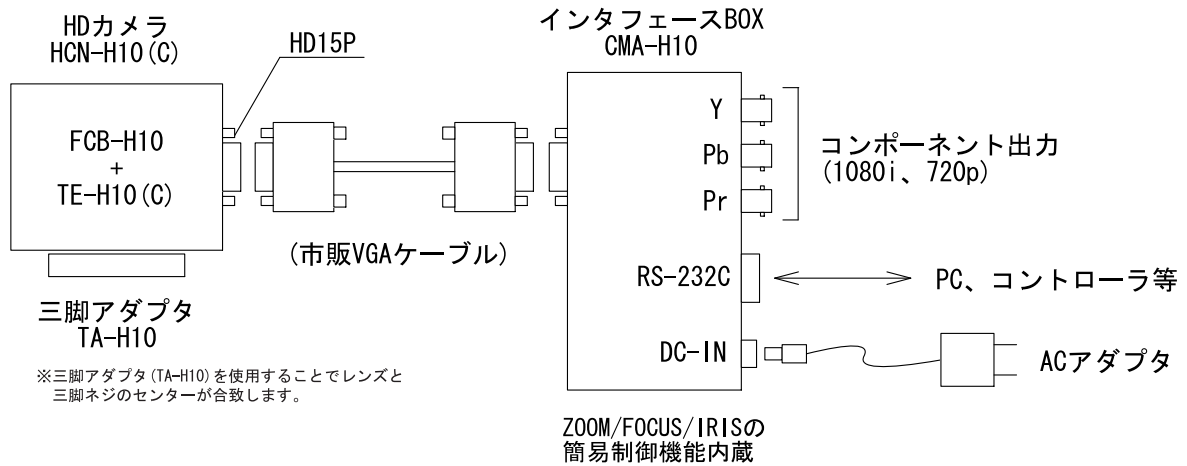 HDカメラ
HCN-H10(C)
HD15P
FCB-H10
+
TE-H10(C)
三脚アダプタ
TA-H10
※三脚アダプタ(TA-H10)を使用することでレンズと
三脚ネジのセンターが合致します。
(市販VGAケーブル)
インタフェースBOX
CMA-H10
Y
Pb
Pr
コンポーネント出力
(1080i、720p)
RS-232C
PC、コントローラ等
DC-IN
ACアダプタ
ZOOM/FOCUS/IRISの
簡易制御機能内蔵